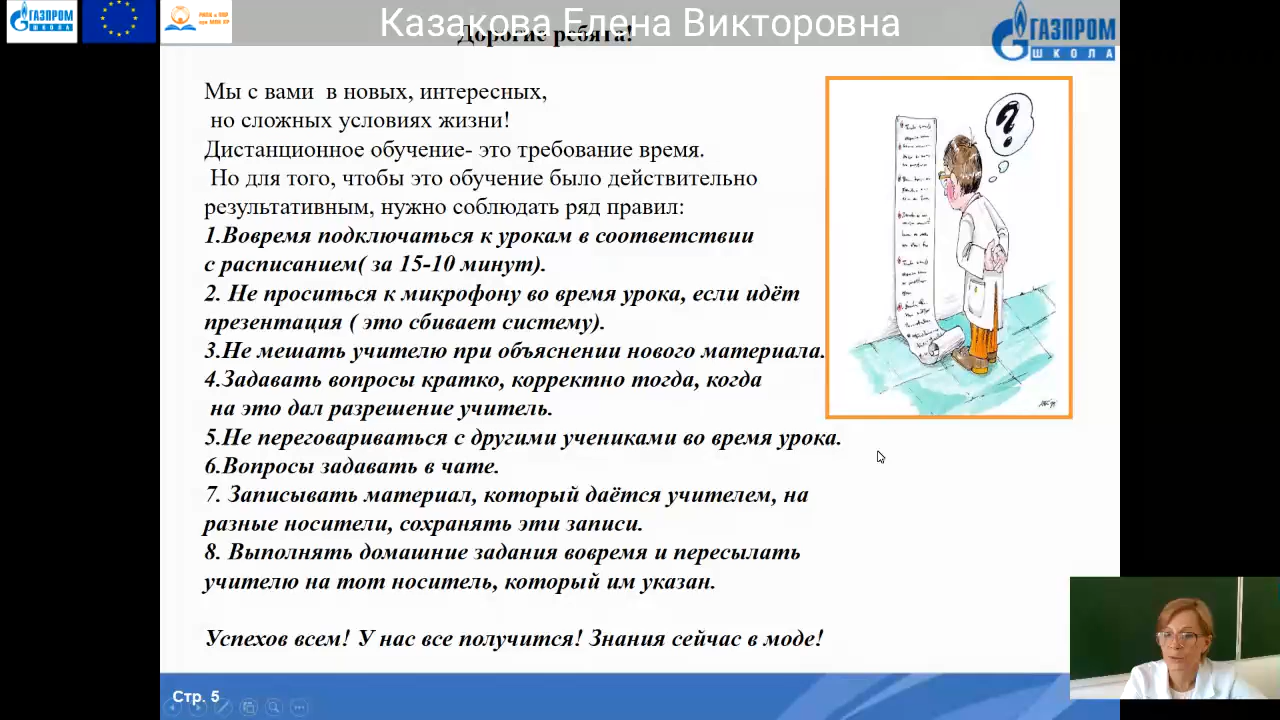 ГАЗПРОМ
ШКОЛА
Казакова Елена Викторовна
Дорогие ребята!
ГАЗПРОМ
ШКОЛА
Мы с вами в новых, интересных,
но сложных условиях жизни!
Дистанционное обучение- это требование время.
Но для того, чтобы это обучение было действительно
результативным, нужно соблюдать ряд правил:
1.Вовремя подключаться к урокам в соответствии
с расписанием( за 15-10 минут).
2. Не проситься к микрофону во время урока, если идёт
презентация ( это сбивает систему).
3.Не мешать учителю при объяснении нового материала.
4.Задавать вопросы кратко, корректно тогда, когда
на это дал разрешение учитель.
5.Не переговариваться с другими учениками во время урока.
6.Вопросы задавать в чате.
7. Записывать материал, который даётся учителем, на
разные носители, сохранять эти записи.
8. Выполнять домашние задания вовремя и пересылать
учителю на тот носитель, который им указан.
Успехов всем! У нас все получится! Знания сейчас в моде!
?
Стр. 5